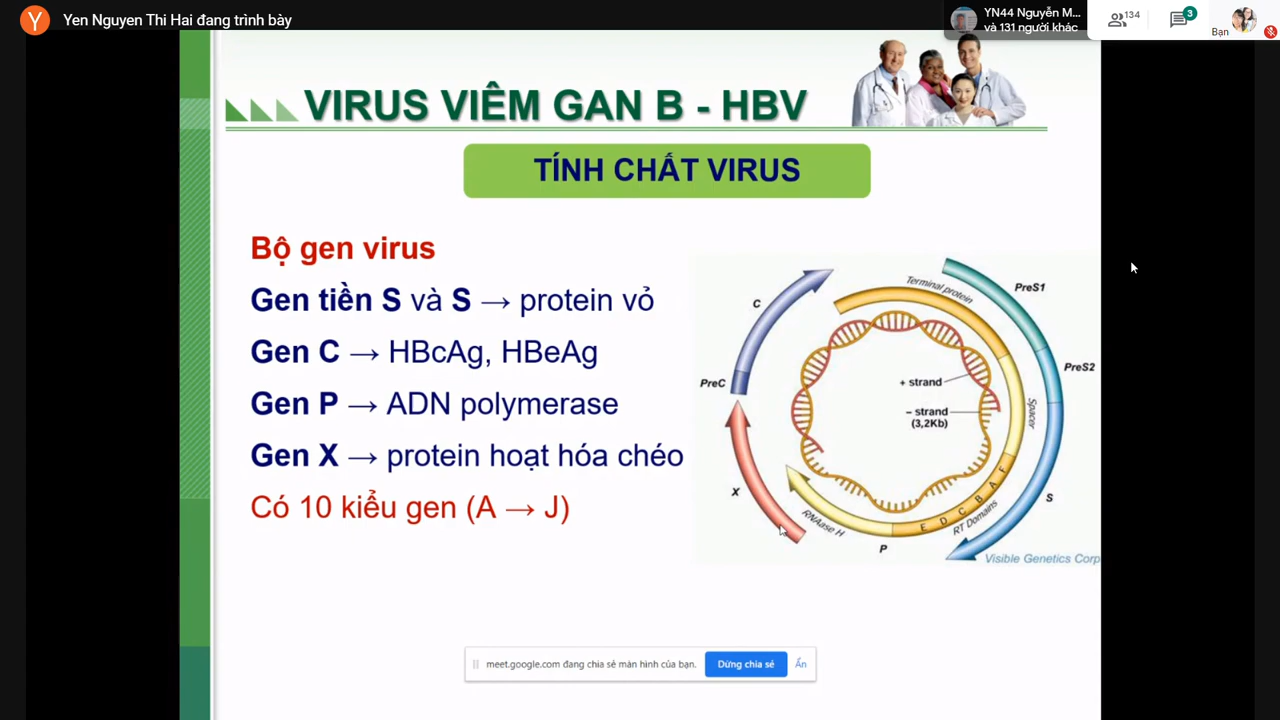 Y
Yen Nguyen Thi Hai đang trình bày
YN44 Nguyễn M...
và 131 người khác
134
3
Bạn
VIRUS VIÊM GAN B - HBV
TÍNH CHẤT VIRUS
Bộ gen virus
Gen tiền S và S → protein vỏ
Gen C → HBcAg, HBeAg
Gen P → ADN polymerase
Gen X → protein hoạt hóa chéo
Có 10 kiểu gen (A → J)
Terminal protein
PreS1
C
PreS2
PreC
+ strand
– strand
(3,2Kb)
Spacer
X
S
F
A
B
C
D
E
RT Domains
RNAase H
P
Visible Genetics Corp
meet.google.com đang chia sẻ màn hình của bạn.
Dừng chia sẻ
Ẩn